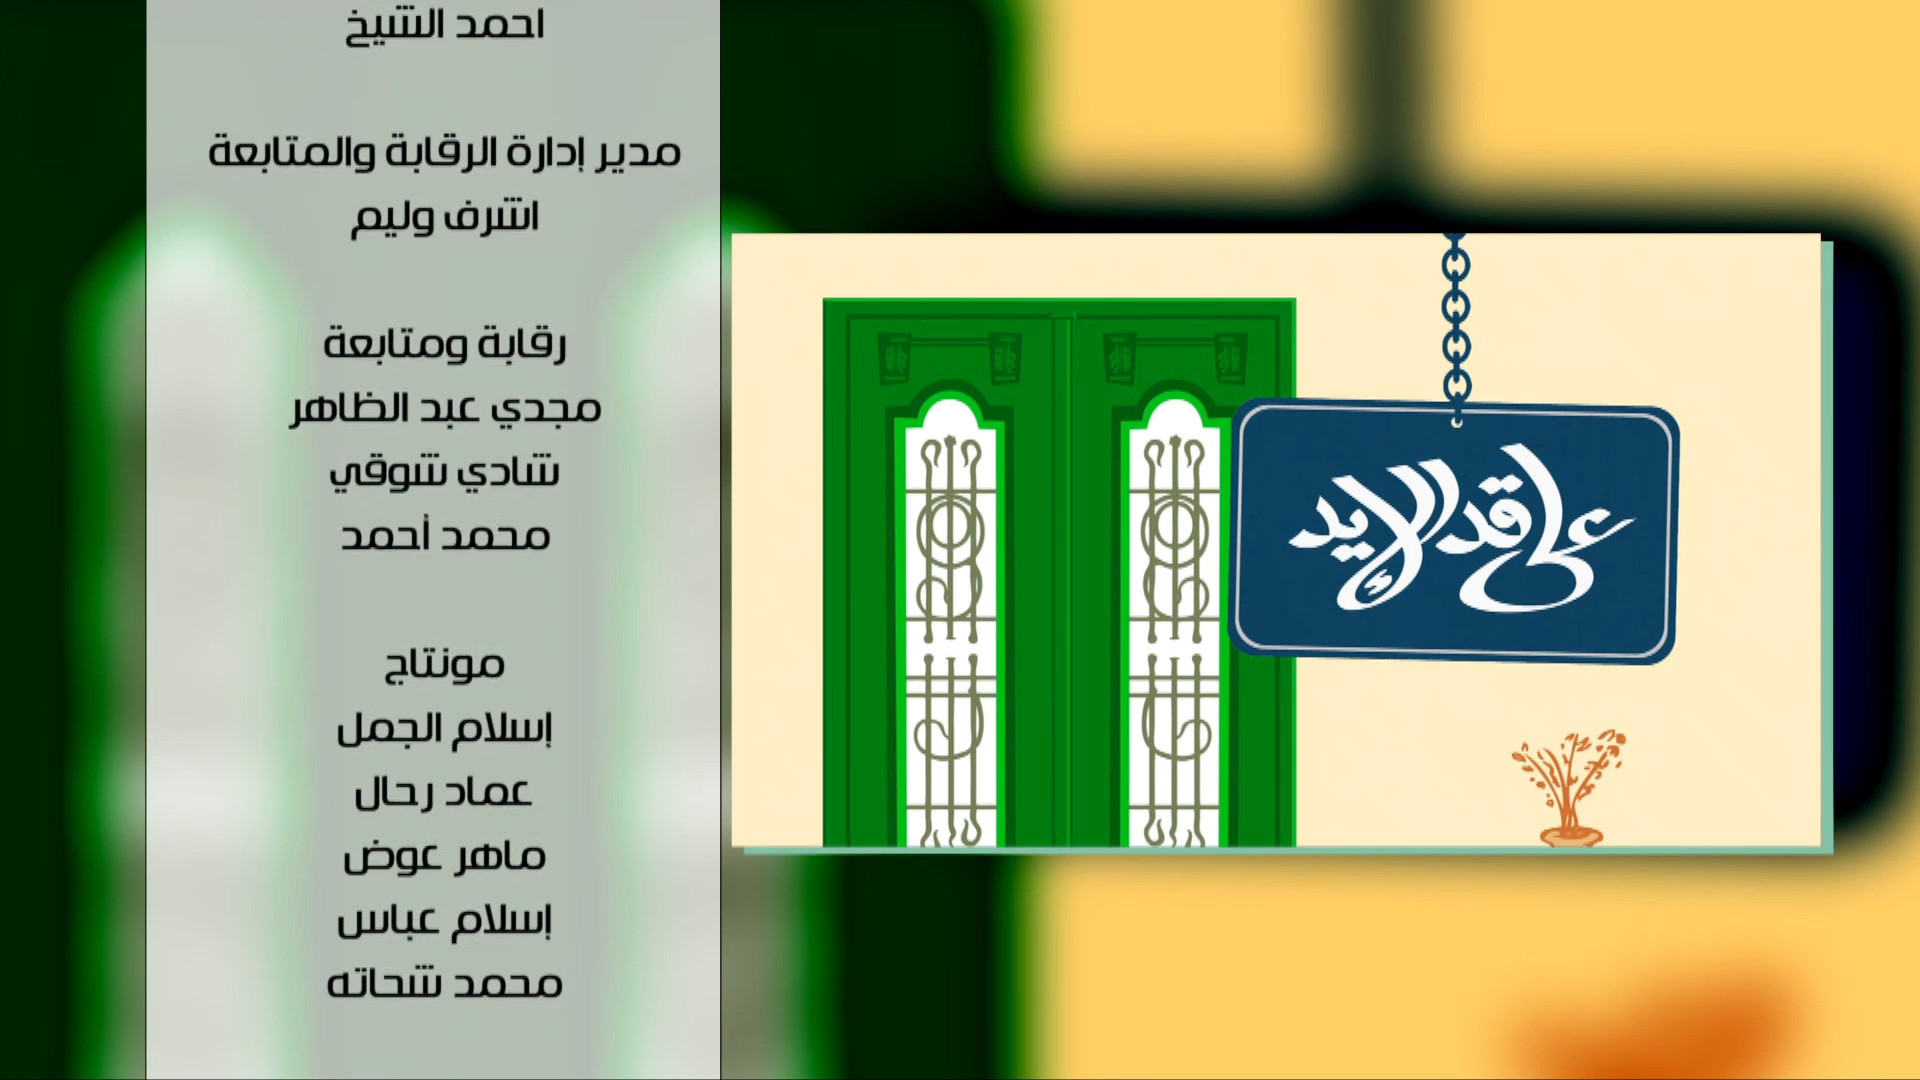 احمد الشيخ
مدير إدارة الرقابة والمتابعة
اشرف وليم
رقابة ومتابعة
مجدي عبد الظاهر
شادي شوقي
محمد أحمد
مونتاج
إسلام الجمل
عماد رحال
ماهر عوض
إسلام عباس
محمد شحاته
على قد الإيد